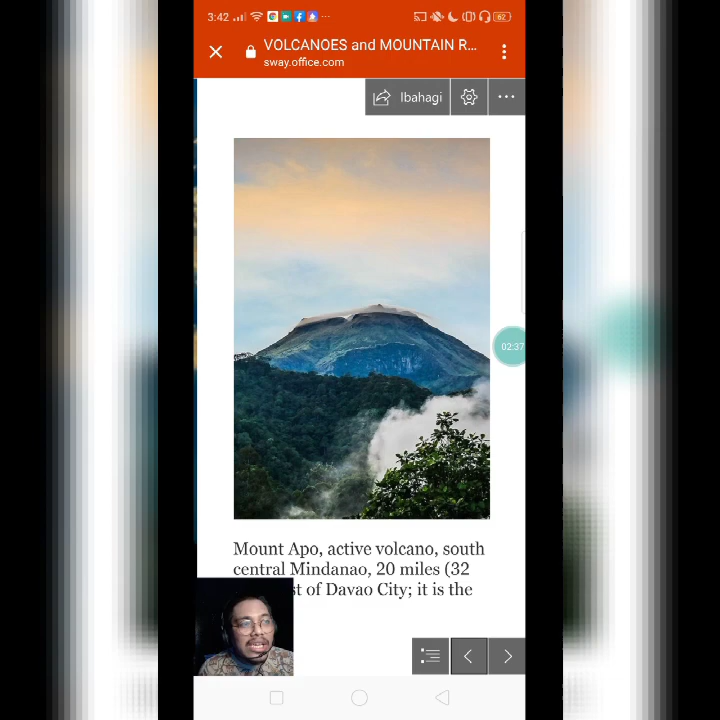 3:42
62
VOLCANOES and MOUNTAIN R...
sway.office.com
Ibahagi
02:37
Mount Apo, active volcano, south
central Mindanao, 20 miles (32
st of Davao City; it is the